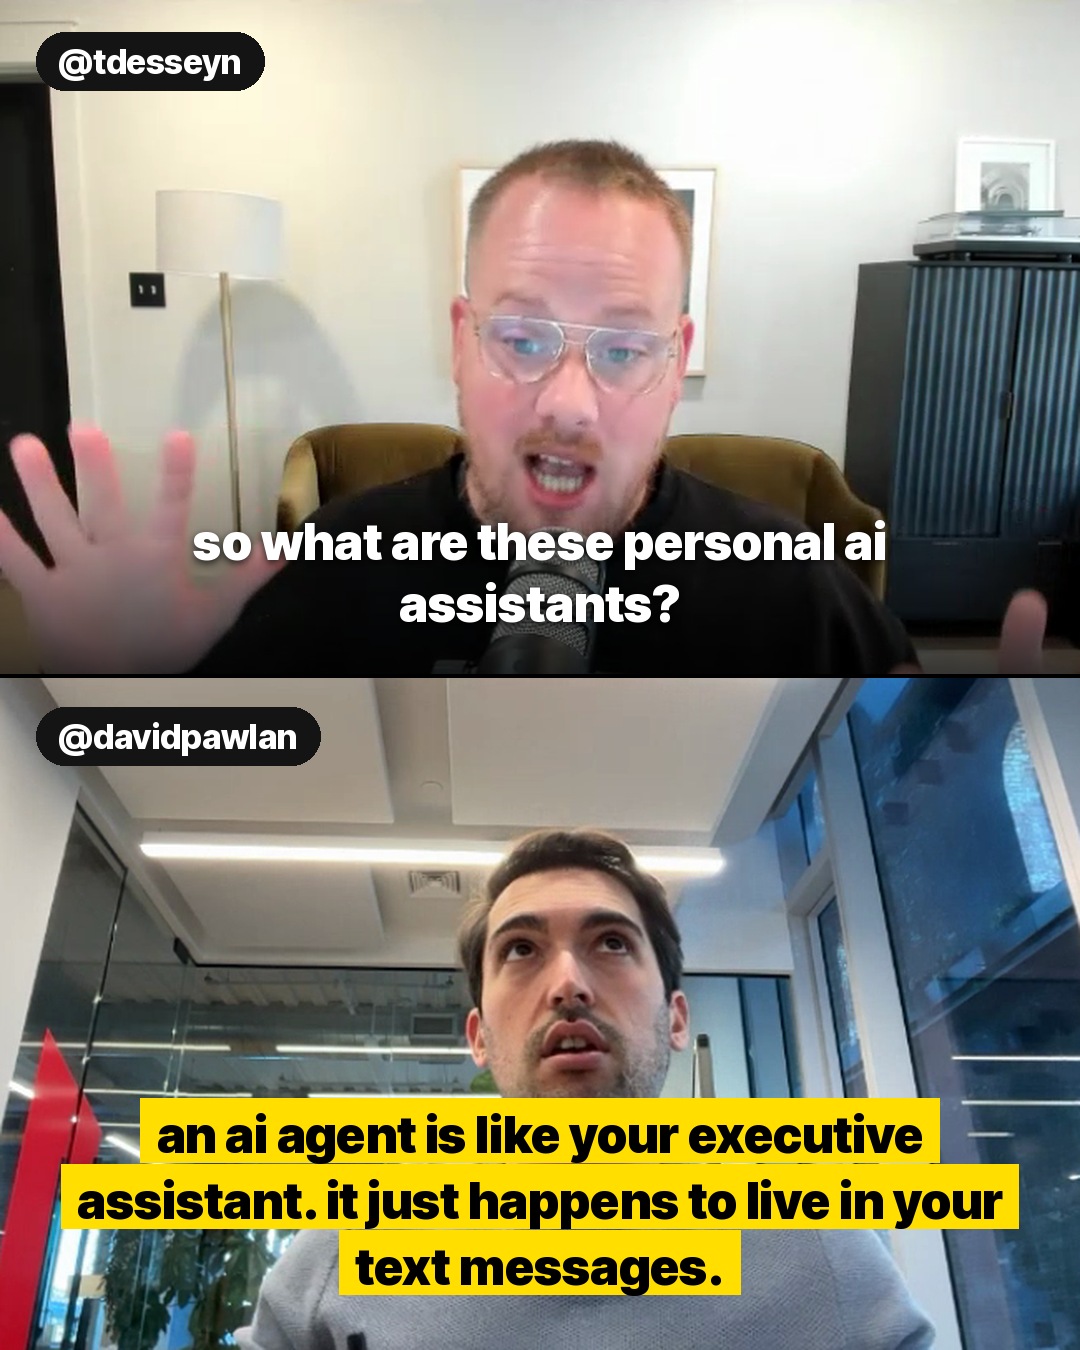 @tdesseyn
so what are these personal ai
assistants?
@davidpawlan
an ai agent is like your executive
assistant. it just happens to live in your
text messages.